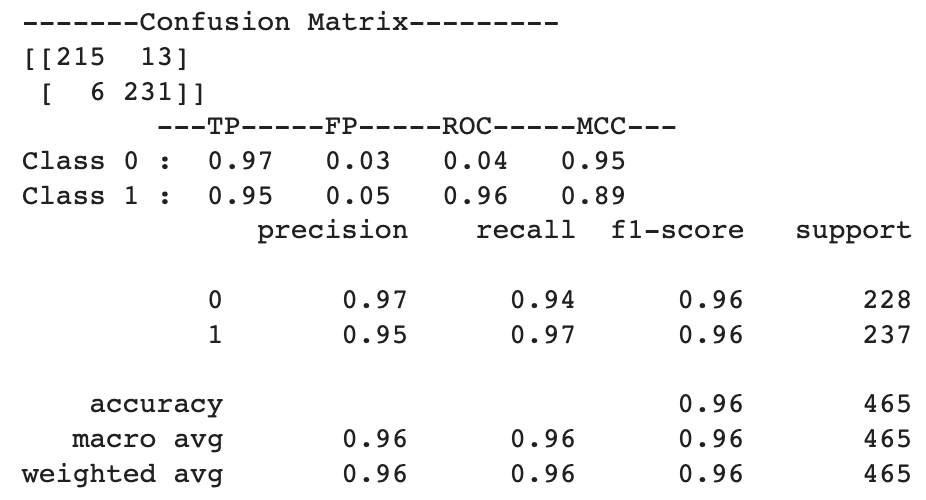 -------Confusion Matrix---------
[[215  13]
 [  6 231]]
        ---TP-----FP-----ROC-----MCC---
Class 0 :  0.97   0.03   0.04   0.95
Class 1 :  0.95   0.05   0.96   0.89
              precision    recall  f1-score   support

           0       0.97      0.94      0.96       228
           1       0.95      0.97      0.96       237

    accuracy                           0.96       465
   macro avg       0.96      0.96      0.96       465
weighted avg       0.96      0.96      0.96       465